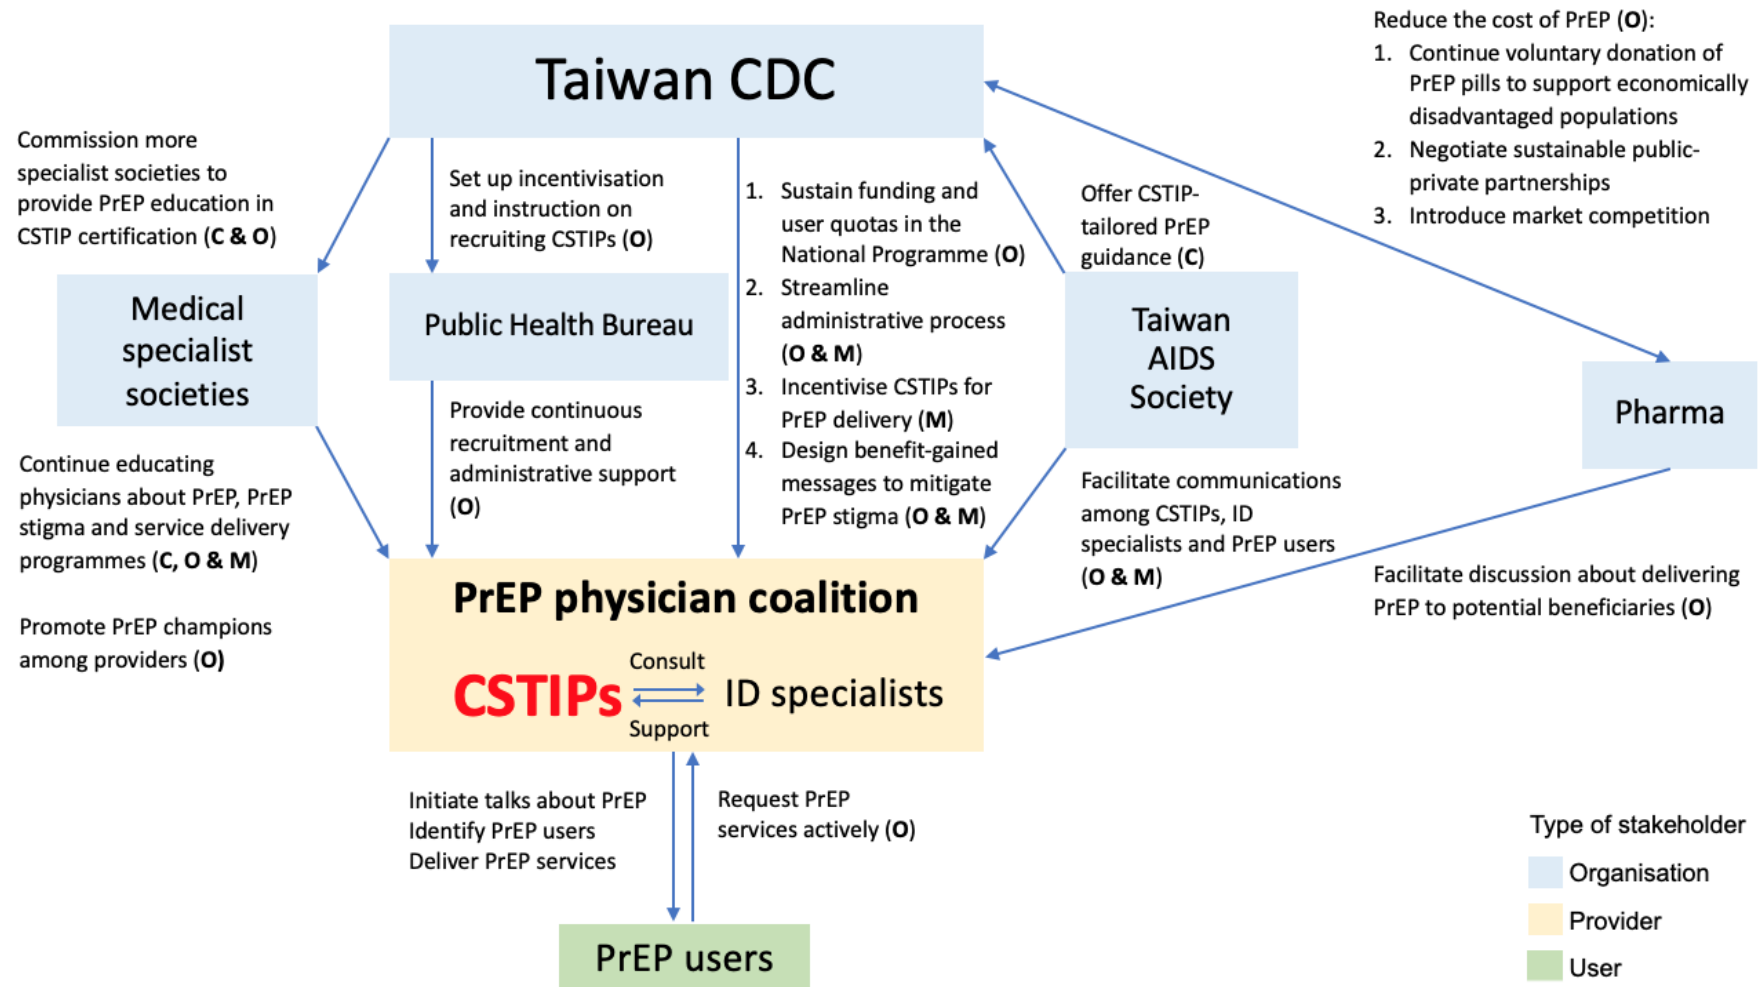 Taiwan CDC
Reduce the cost of PrEP (O):
1. Continue voluntary donation of
PrEP pills to support economically
disadvantaged populations
2. Negotiate sustainable public-
private partnerships
3. Introduce market competition
Commission more
specialist societies to
provide PrEP education in
CSTIP certification (C & O)
Set up incentivisation
and instruction on
recruiting CSTIPs (O)
1. Sustain funding and
user quotas in the
National Programme (O)
2. Streamline
administrative process
(O & M)
3. Incentivise CSTIPs for
PrEP delivery (M)
4. Design benefit-gained
messages to mitigate
PrEP stigma (O & M)
Offer CSTIP-
tailored PrEP
guidance (C)
Medical
specialist
societies
Public Health Bureau
Taiwan
AIDS
Society
Pharma
Continue educating
physicians about PrEP, PrEP
stigma and service delivery
programmes (C, O & M)
Promote PrEP champions
among providers (O)
Provide continuous
recruitment and
administrative support
(O)
Facilitate communications
among CSTIPs, ID
specialists and PrEP users
(O & M)
Facilitate discussion about delivering
PrEP to potential beneficiaries (O)
PrEP physician coalition
Consult
CSTIPs
ID specialists
Support
Initiate talks about PrEP
Identify PrEP users
Deliver PrEP services
Request PrEP
services actively (O)
PrEP users
Type of stakeholder
Organisation
Provider
User